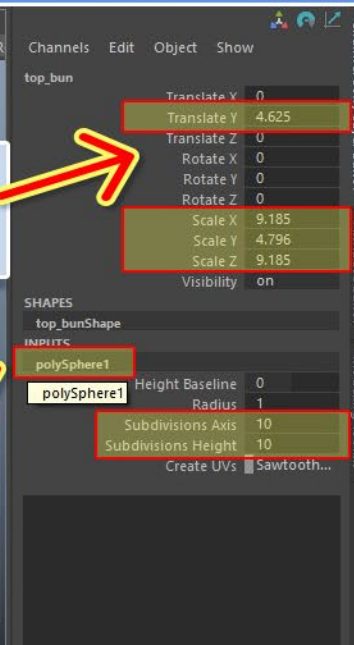 Channels Edit Object Show
top_bun
Translate X 0
Translate Y 4.625
Translate Z 0
Rotate X 0
Rotate Y 0
Rotate Z 0
Scale X 9.185
Scale Y 4.796
Scale Z 9.185
Visibility on
SHAPES
top_bunShape
INPUTS
polySphere1
polySphere1
Height Baseline 0
Radius 1
Subdivisions Axis 10
Subdivisions Height 10
Create UVs Sawtooth...